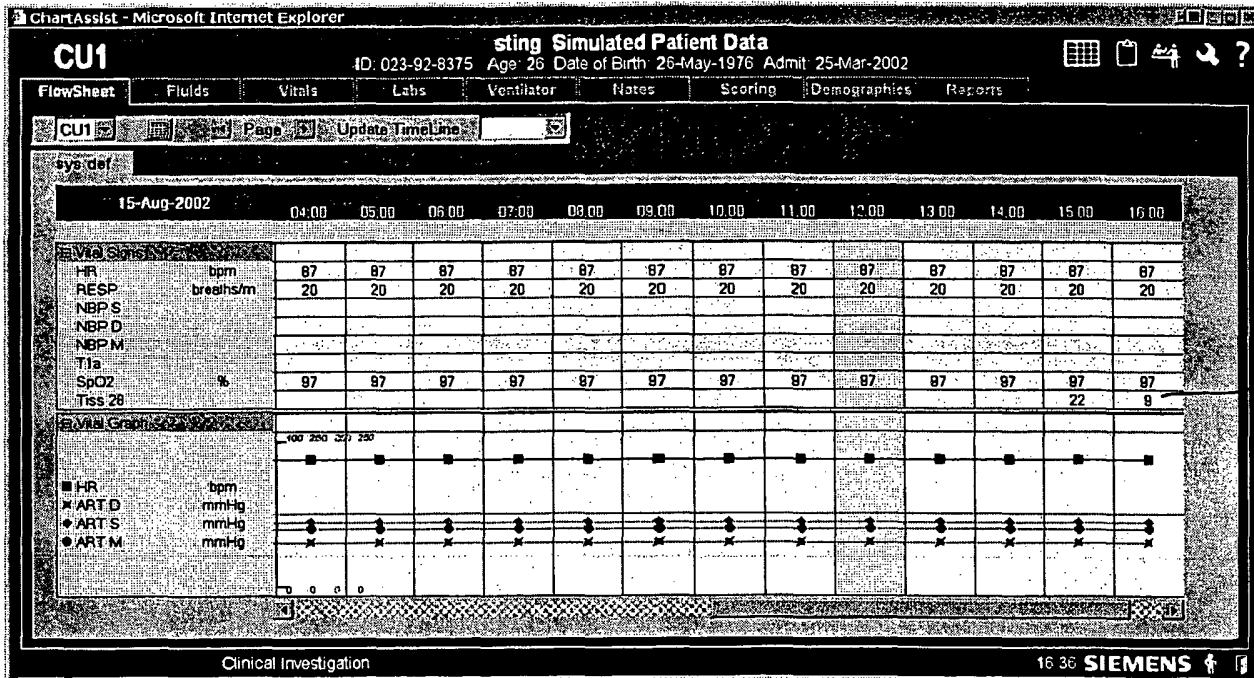 ChartAssist - Microsoft Internet Explorer
CU1
sting Simulated Patient Data
ID: 023-92-8375 Age: 26 Date of Birth: 26-May-1976 Admit: 25-Mar-2002
?
FlowSheet Fluids Vitals Labs Ventilator Notes Scoring Demographics Reports
CU1 Page Update TimeLine
sys def
15-Aug-2002 04:00 05:00 06:00 07:00 08:00 09:00 10:00 11:00 12:00 13:00 14:00 15:00 16:00
Vital Signs
HR bpm 87 87 87 87 87 87 87 87 87 87 87 87 87
RESP breaths/m 20 20 20 20 20 20 20 20 20 20 20 20 20
NBP S
NBP D
NBP M
T1a
SpO2 % 97 97 97 97 97 97 97 97 97 97 97 97 97
Tiss 28 22 9
Vital Graph
HR bpm
ART D mmHg
ART S mmHg
ART M mmHg
0 0 0 0
Clinical Investigation
16:36 SIEMENS